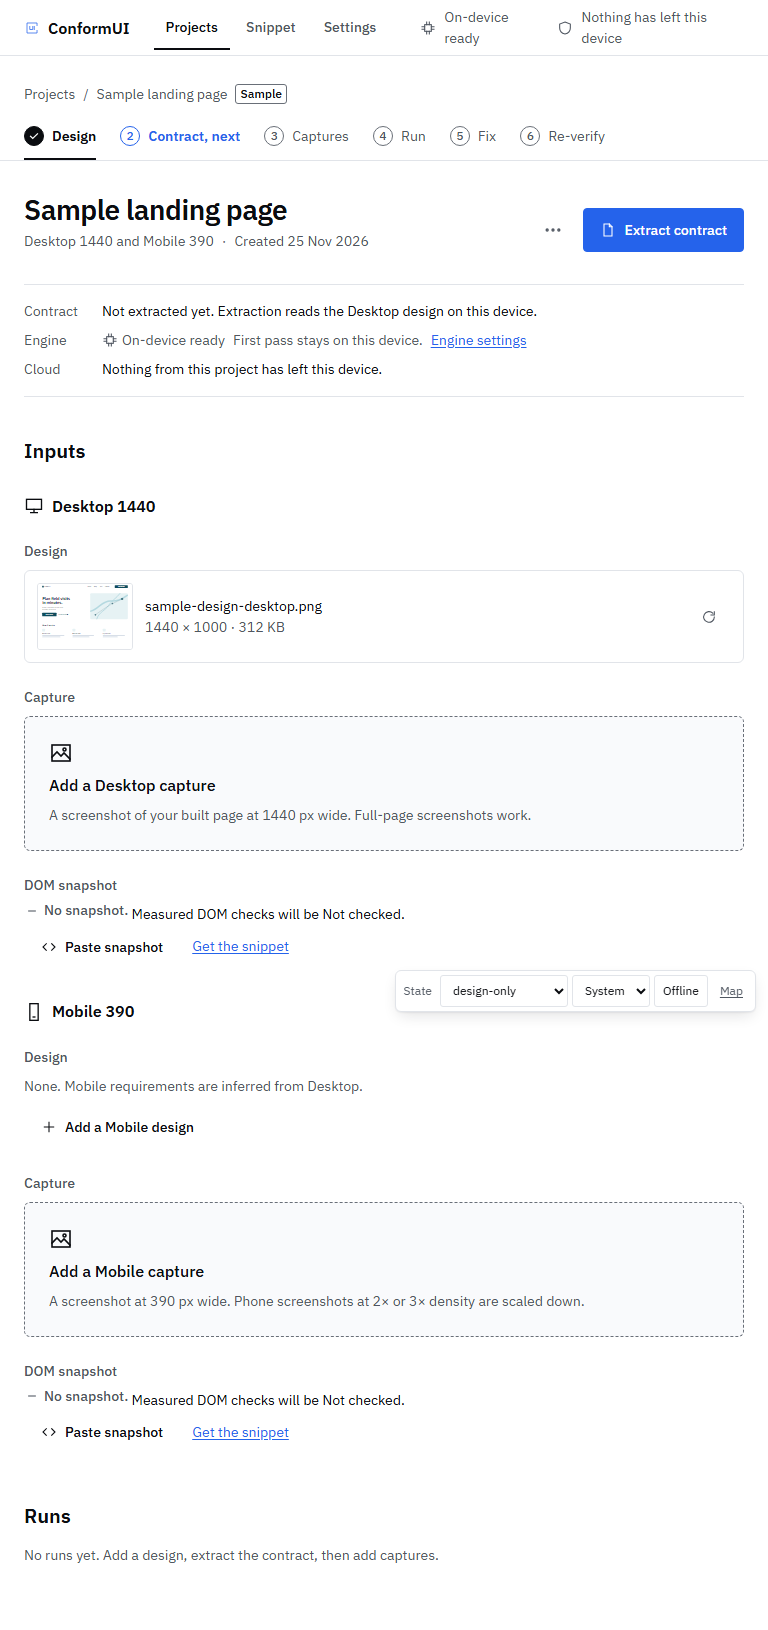 ConformUI
Projects
Snippet
Settings
On-device
ready
Nothing has left this
device
Projects / Sample landing page Sample
Design
2 Contract, next
3 Captures
4 Run
5 Fix
6 Re-verify
Sample landing page
Desktop 1440 and Mobile 390 · Created 25 Nov 2026
Extract contract
Contract Not extracted yet. Extraction reads the Desktop design on this device.
Engine On-device ready First pass stays on this device. Engine settings
Cloud Nothing from this project has left this device.
Inputs
Desktop 1440
Design
Plan field visits
in minutes.
sample-design-desktop.png
1440 × 1000 · 312 KB
Capture
Add a Desktop capture
A screenshot of your built page at 1440 px wide. Full-page screenshots work.
DOM snapshot
No snapshot. Measured DOM checks will be Not checked.
Paste snapshot Get the snippet
State design-only System Offline Map
Mobile 390
Design
None. Mobile requirements are inferred from Desktop.
Add a Mobile design
Capture
Add a Mobile capture
A screenshot at 390 px wide. Phone screenshots at 2× or 3× density are scaled down.
DOM snapshot
No snapshot. Measured DOM checks will be Not checked.
Paste snapshot Get the snippet
Runs
No runs yet. Add a design, extract the contract, then add captures.